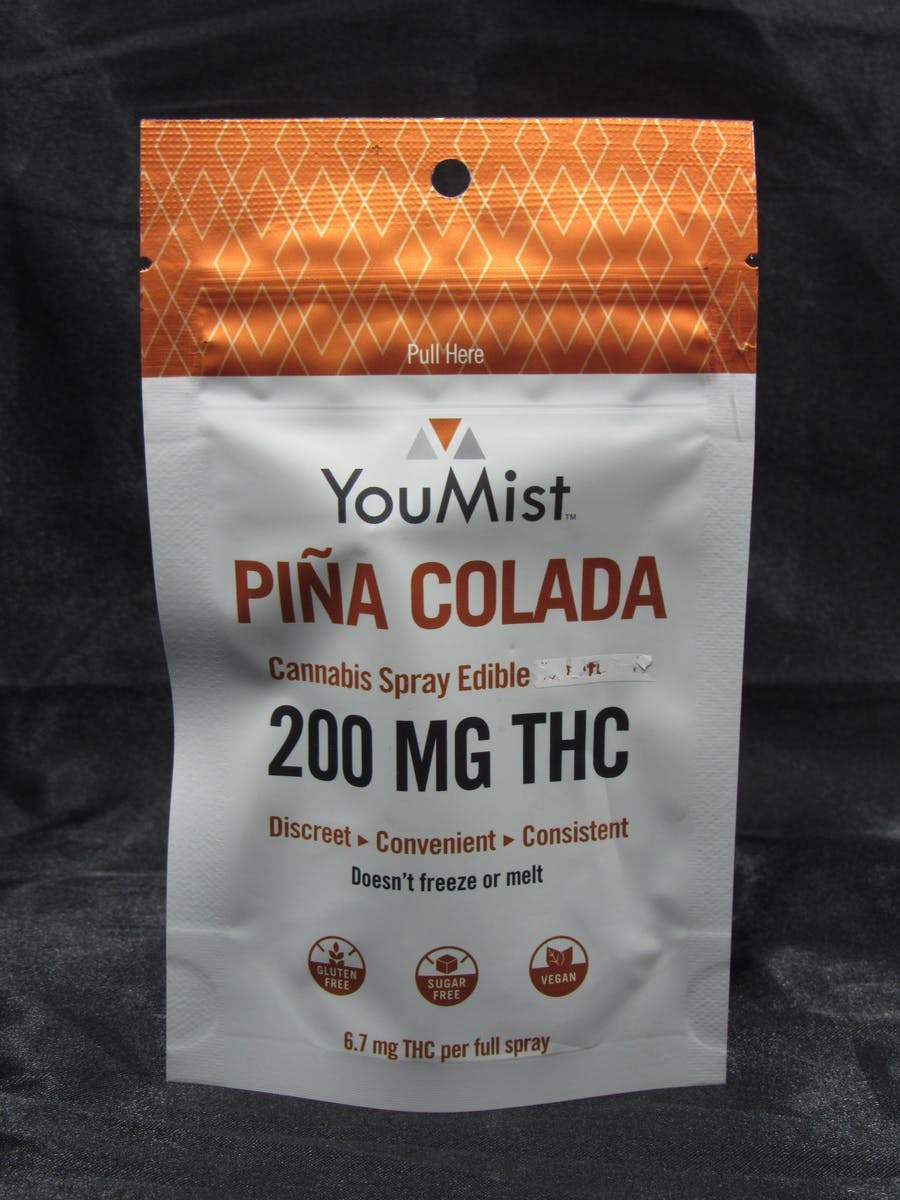 Pull Here
YouMist™
PIÑA COLADA
Cannabis Spray Edible
200 MG THC
Discreet ▸ Convenient ▸ Consistent
Doesn't freeze or melt
GLUTEN
FREE
SUGAR
FREE
VEGAN
6.7 mg THC per full spray